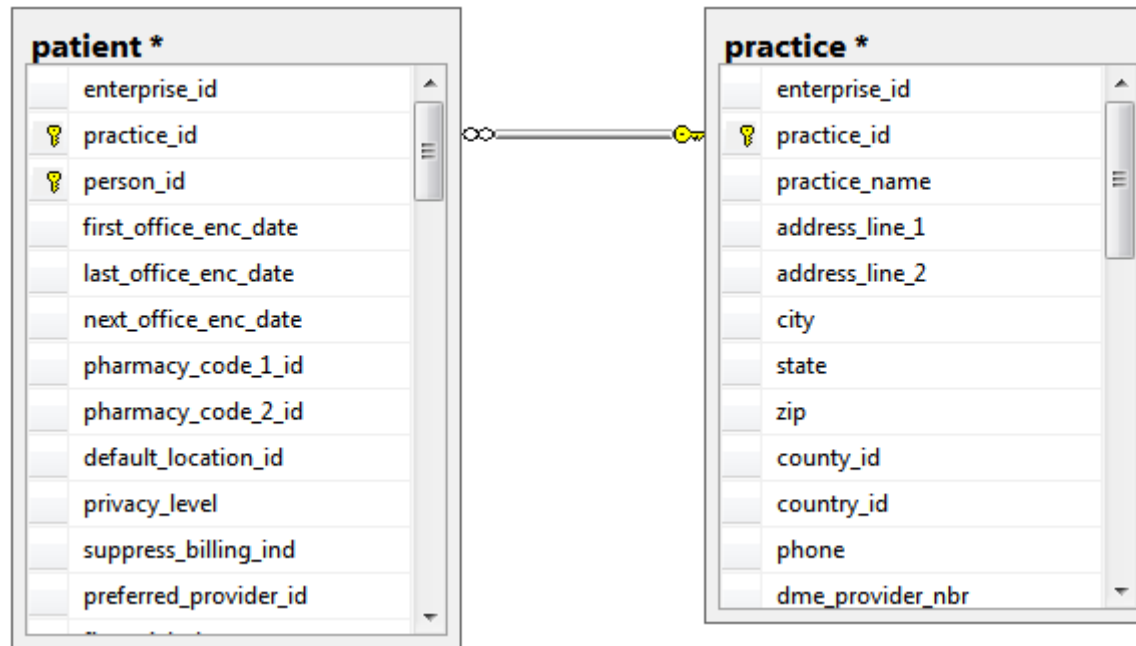 patient *
enterprise_id
practice_id
person_id
first_office_enc_date
last_office_enc_date
next_office_enc_date
pharmacy_code_1_id
pharmacy_code_2_id
default_location_id
privacy_level
suppress_billing_ind
preferred_provider_id
practice *
enterprise_id
practice_id
practice_name
address_line_1
address_line_2
city
state
zip
county_id
country_id
phone
dme_provider_nbr